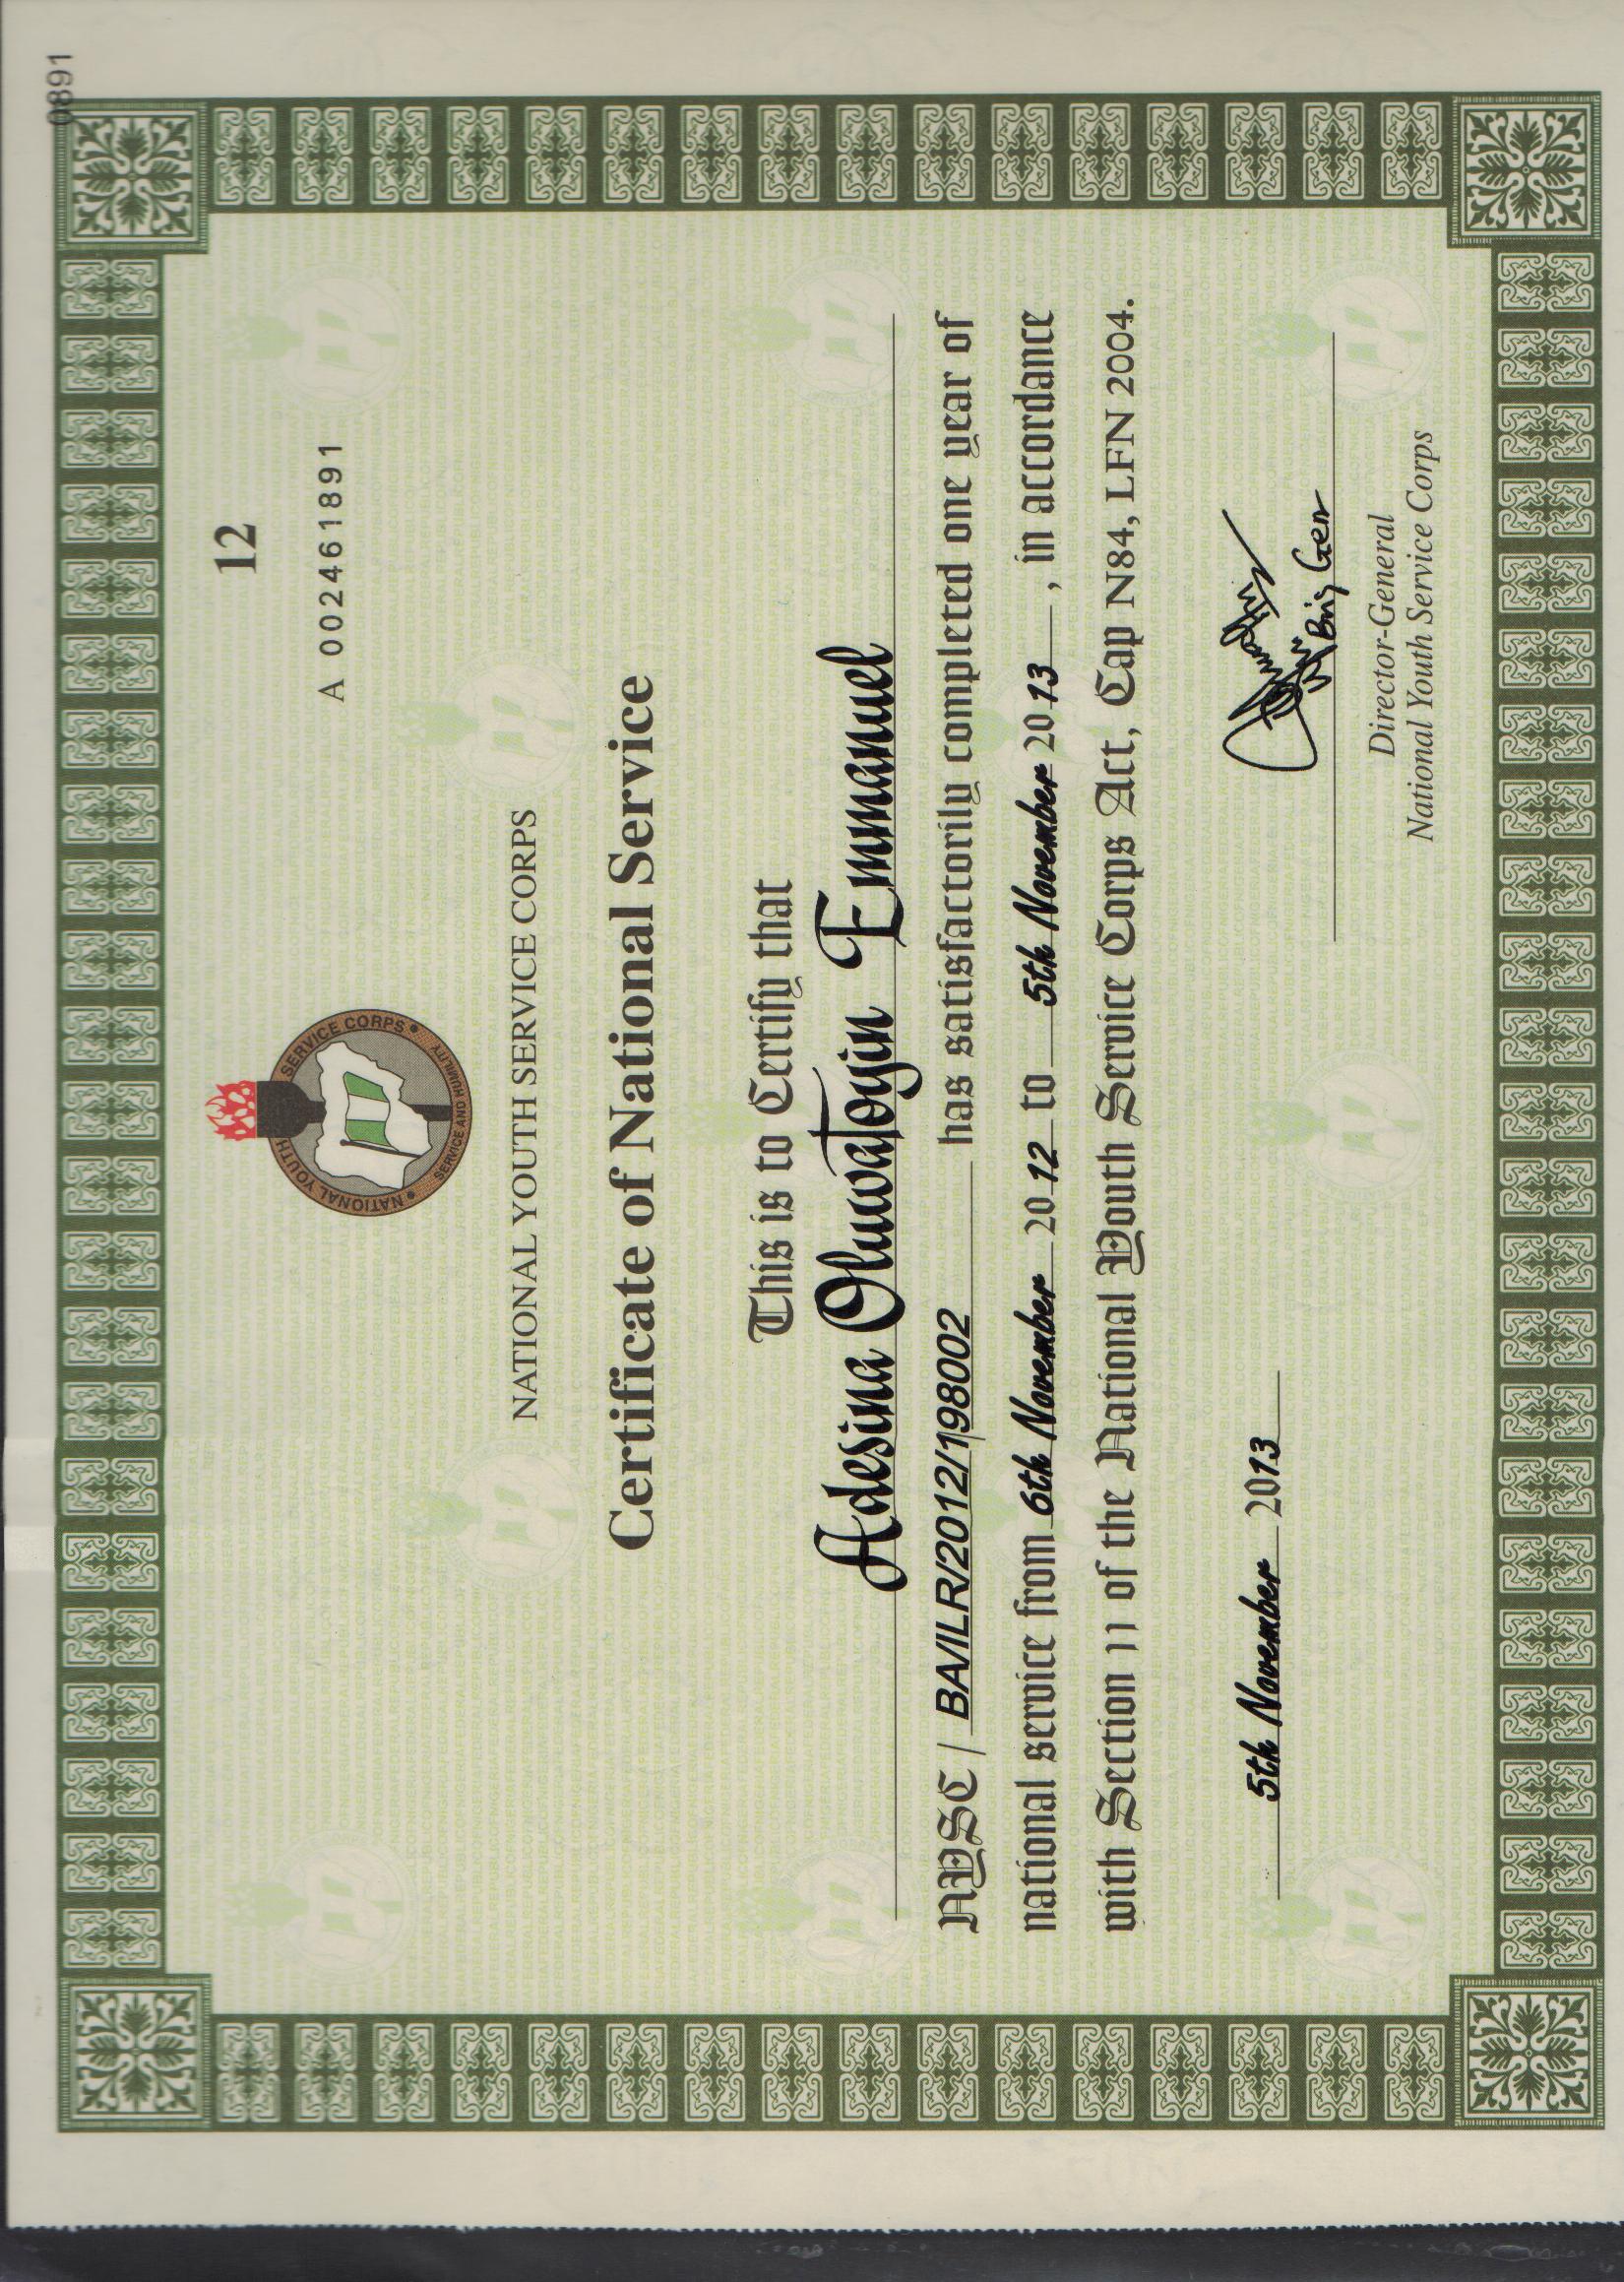 0891
12
A 002461891
NATIONAL YOUTH SERVICE CORPS
SERVICE AND HUMILITY
NATIONAL YOUTH SERVICE CORPS
Certificate of National Service
This is to Certify that
Adesina Oluwatoyin Emmanuel
NYSC / BA/ILR/2012/198002 has satisfactorily completed one year of
national service from 6th November 2012 to 5th November 2013, in accordance
with Section 11 of the National Youth Service Corps Act, Cap N84, LFN 2004.
5th November 2013
Brig Gen
Director-General
National Youth Service Corps